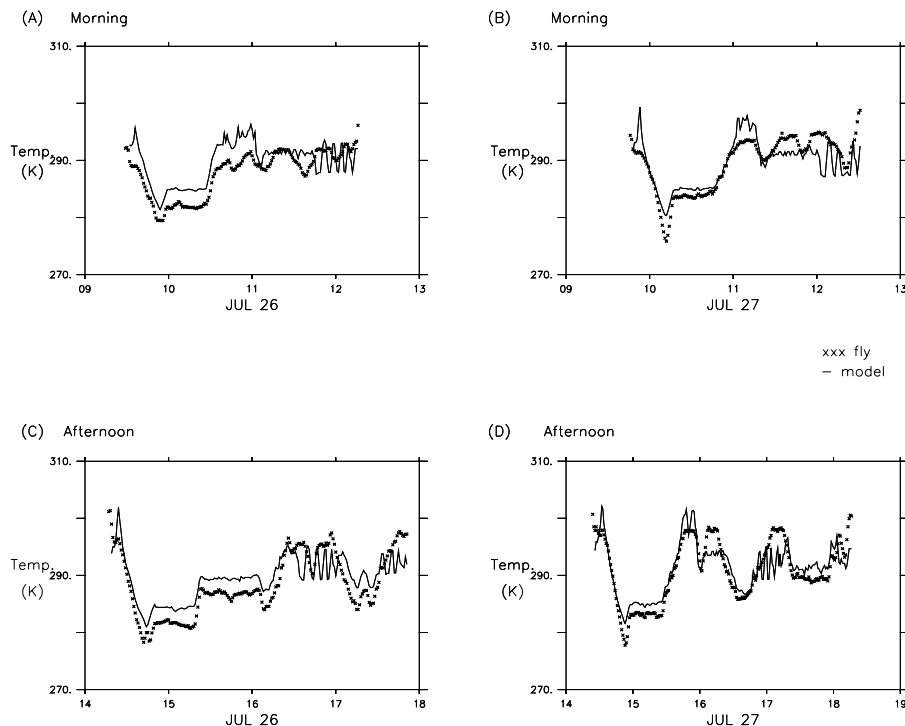 (A) Morning
310.
Temp.
290.
(K)
270.
09 10 11 12 13
JUL 26
(B) Morning
310.
Temp.
290.
(K)
270.
09 10 11 12 13
JUL 27
xxx fly
— model
(C) Afternoon
310.
Temp.
290.
(K)
270.
14 15 16 17 18
JUL 26
(D) Afternoon
310.
Temp.
290.
(K)
270.
14 15 16 17 18 19
JUL 27